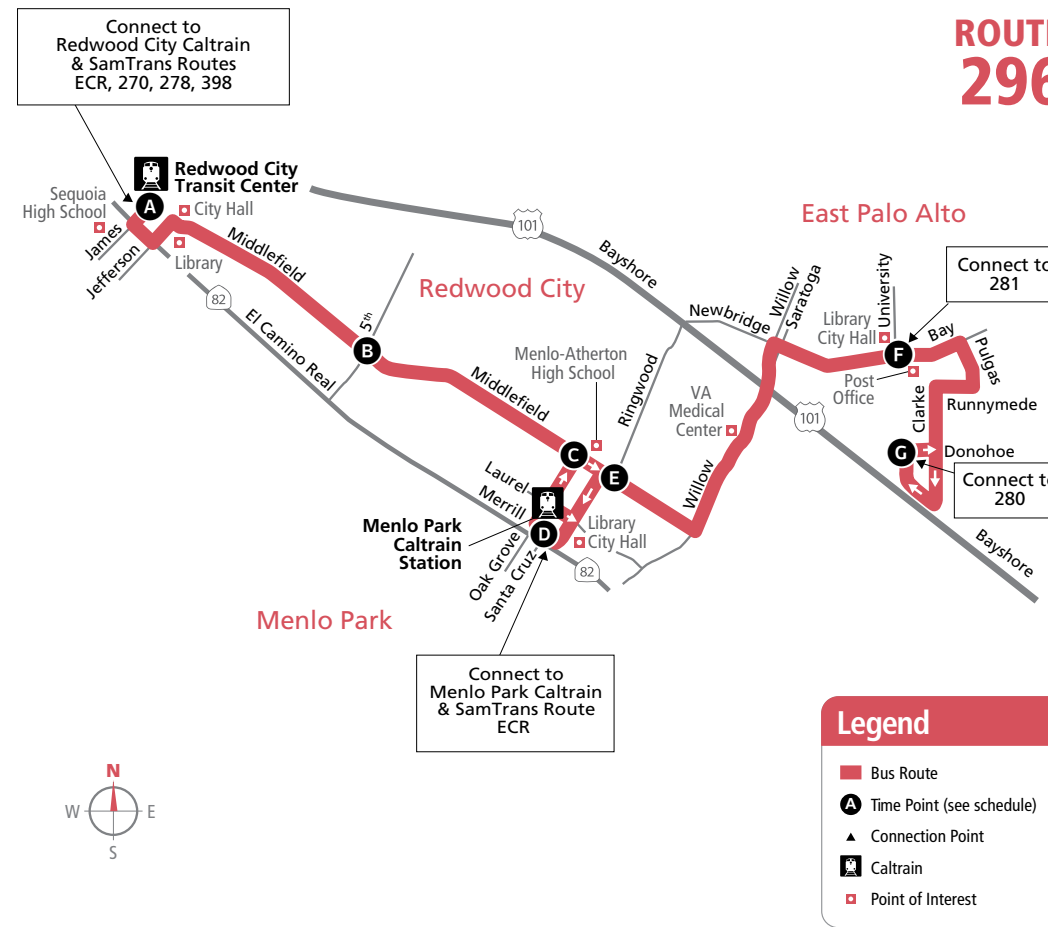 Connect to
Redwood City Caltrain
& SamTrans Routes
ECR, 270, 278, 398
ROUTE
296
Redwood City
Transit Center
Sequoia
High School
A
City Hall
James
Jefferson
Library
Middlefield
101
Bayshore
East Palo Alto
Connect to
281
82
El Camino Real
Redwood City
5th
B
Newbridge
Willow
Saratoga
Library
City Hall
University
F
Bay
Pulgas
Post
Office
Menlo-Atherton
High School
Ringwood
VA
Medical
Center
101
Middlefield
Clarke
Runnymede
C
E
G
Donohoe
Willow
Connect to
280
Laurel
Merrill
Menlo Park
Caltrain
Station
D
Library
City Hall
Oak Grove
Santa Cruz
82
Bayshore
Menlo Park
Connect to
Menlo Park Caltrain
& SamTrans Route
ECR
N
W
E
S
Legend
Bus Route
A Time Point (see schedule)
Connection Point
Caltrain
Point of Interest